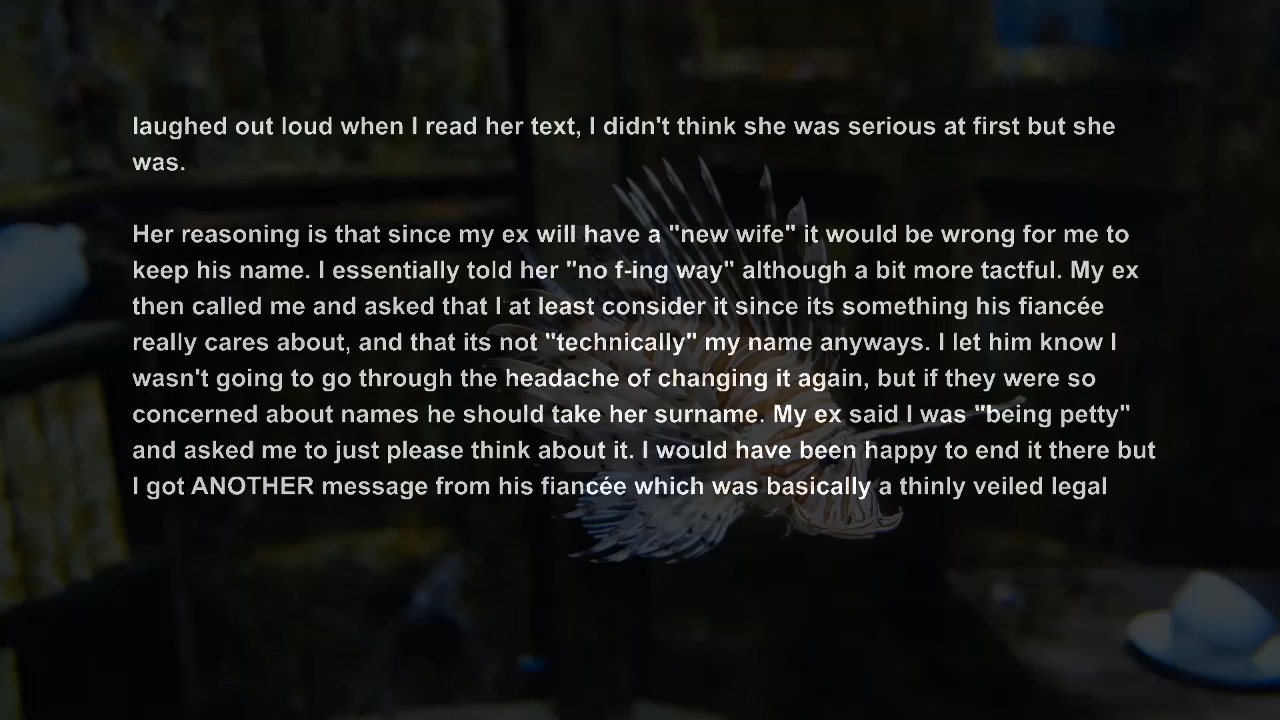 laughed out loud when I read her text, I didn't think she was serious at first but she
was.
Her reasoning is that since my ex will have a "new wife" it would be wrong for me to
keep his name. I essentially told her "no f-ing way" although a bit more tactful. My ex
then called me and asked that I at least consider it since its something his fiancée
really cares about, and that its not "technically" my name anyways. I let him know I
wasn't going to go through the headache of changing it again, but if they were so
concerned about names he should take her surname. My ex said I was "being petty"
and asked me to just please think about it. I would have been happy to end it there but
I got ANOTHER message from his fiancée which was basically a thinly veiled legal